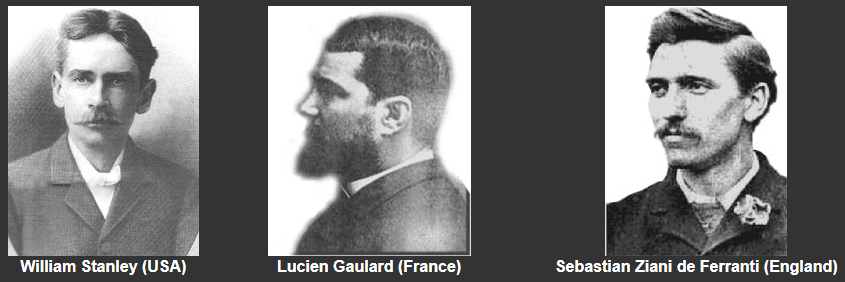 William Stanley (USA)
Lucien Gaulard (France)
Sebastian Ziani de Ferranti (England)